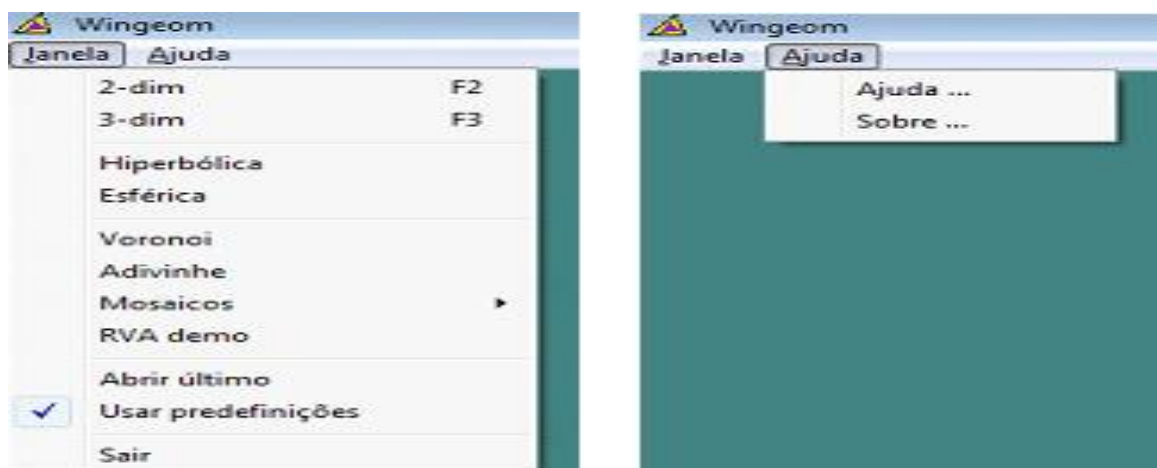 Wingeom
Janela Ajuda
2-dim F2
3-dim F3
Hiperbólica
Esférica
Voronoi
Adivinhe
Mosaicos
RVA demo
Abrir último
Usar predefinições
Sair
Wingeom
Janela Ajuda
Ajuda ...
Sobre ...